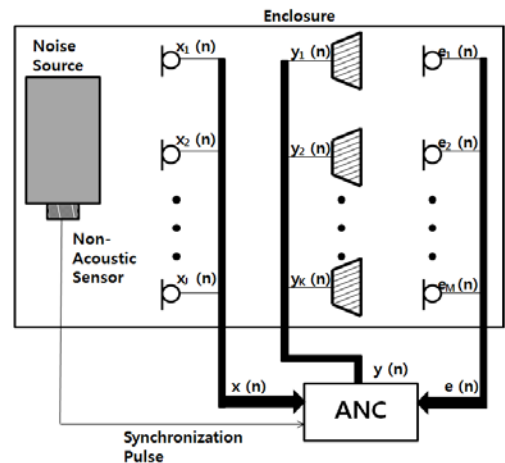 Enclosure
Noise
Source
x₁ (n)
y₁ (n)
e₁ (n)
x₂ (n)
y₂ (n)
e₂ (n)
Non-
Acoustic
Sensor
xⱼ (n)
yK (n)
eM (n)
x (n)
y (n)
e (n)
ANC
Synchronization
Pulse